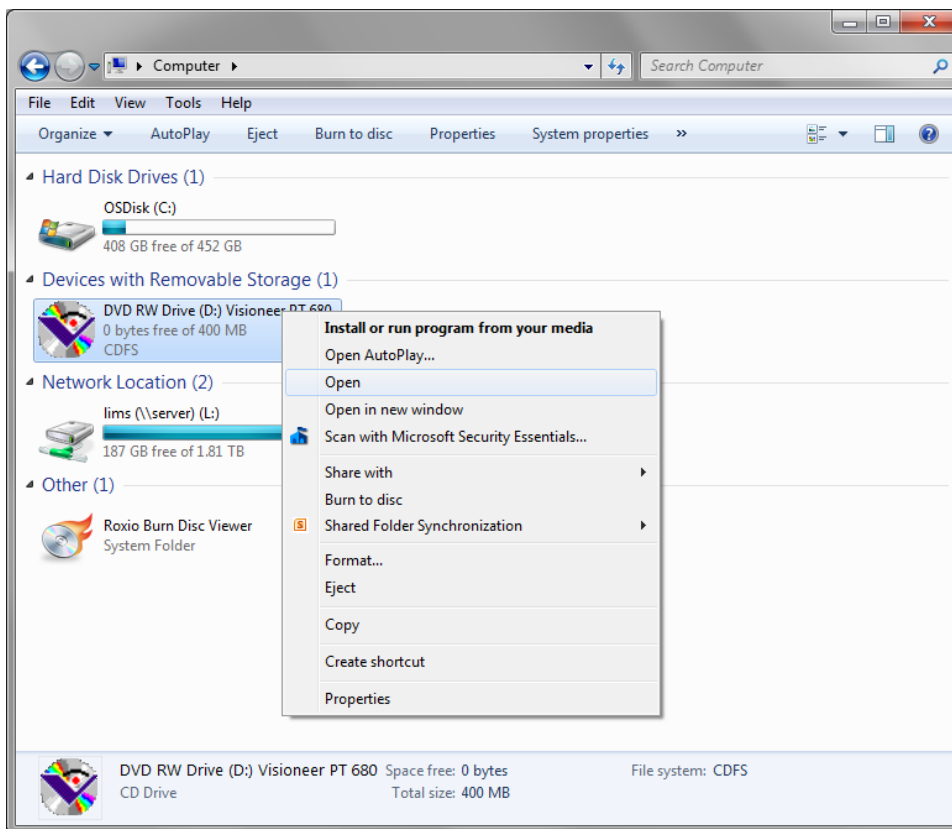 Computer
Search Computer
File Edit View Tools Help
Organize AutoPlay Eject Burn to disc Properties System properties »
Hard Disk Drives (1)
OSDisk (C:)
408 GB free of 452 GB
Devices with Removable Storage (1)
DVD RW Drive (D:) Visioneer PT 680
0 bytes free of 400 MB
CDFS
Network Location (2)
lims (\\server) (L:)
187 GB free of 1.81 TB
Other (1)
Roxio Burn Disc Viewer
System Folder
Install or run program from your media
Open AutoPlay...
Open
Open in new window
Scan with Microsoft Security Essentials...
Share with
Burn to disc
Shared Folder Synchronization
Format...
Eject
Copy
Create shortcut
Properties
DVD RW Drive (D:) Visioneer PT 680 Space free: 0 bytes File system: CDFS
CD Drive Total size: 400 MB